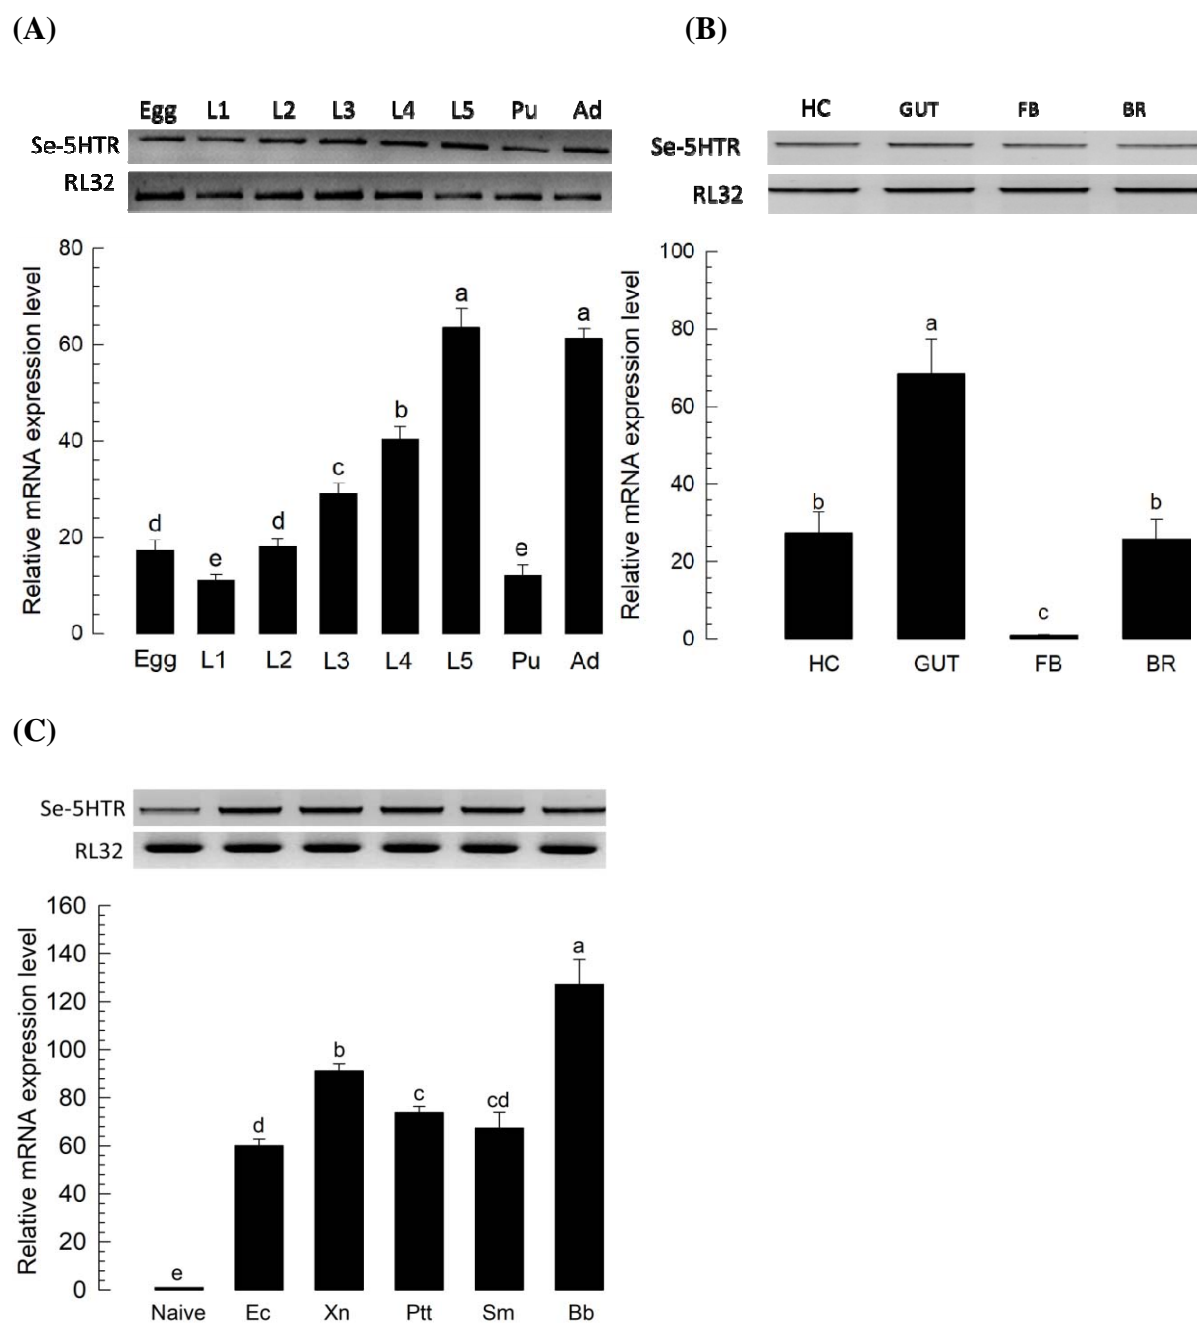 (A)
Egg L1 L2 L3 L4 L5 Pu Ad
Se-5HTR
RL32
Relative mRNA expression level
80
60
40
20
0
d e d c b a e a
Egg L1 L2 L3 L4 L5 Pu Ad
(B)
HC GUT FB BR
Se-5HTR
RL32
Relative mRNA expression level
100
80
60
40
20
0
b a c b
HC GUT FB BR
(C)
Se-5HTR
RL32
Relative mRNA expression level
160
140
120
100
80
60
40
20
0
e d b c cd a
Naive Ec Xn Ptt Sm Bb